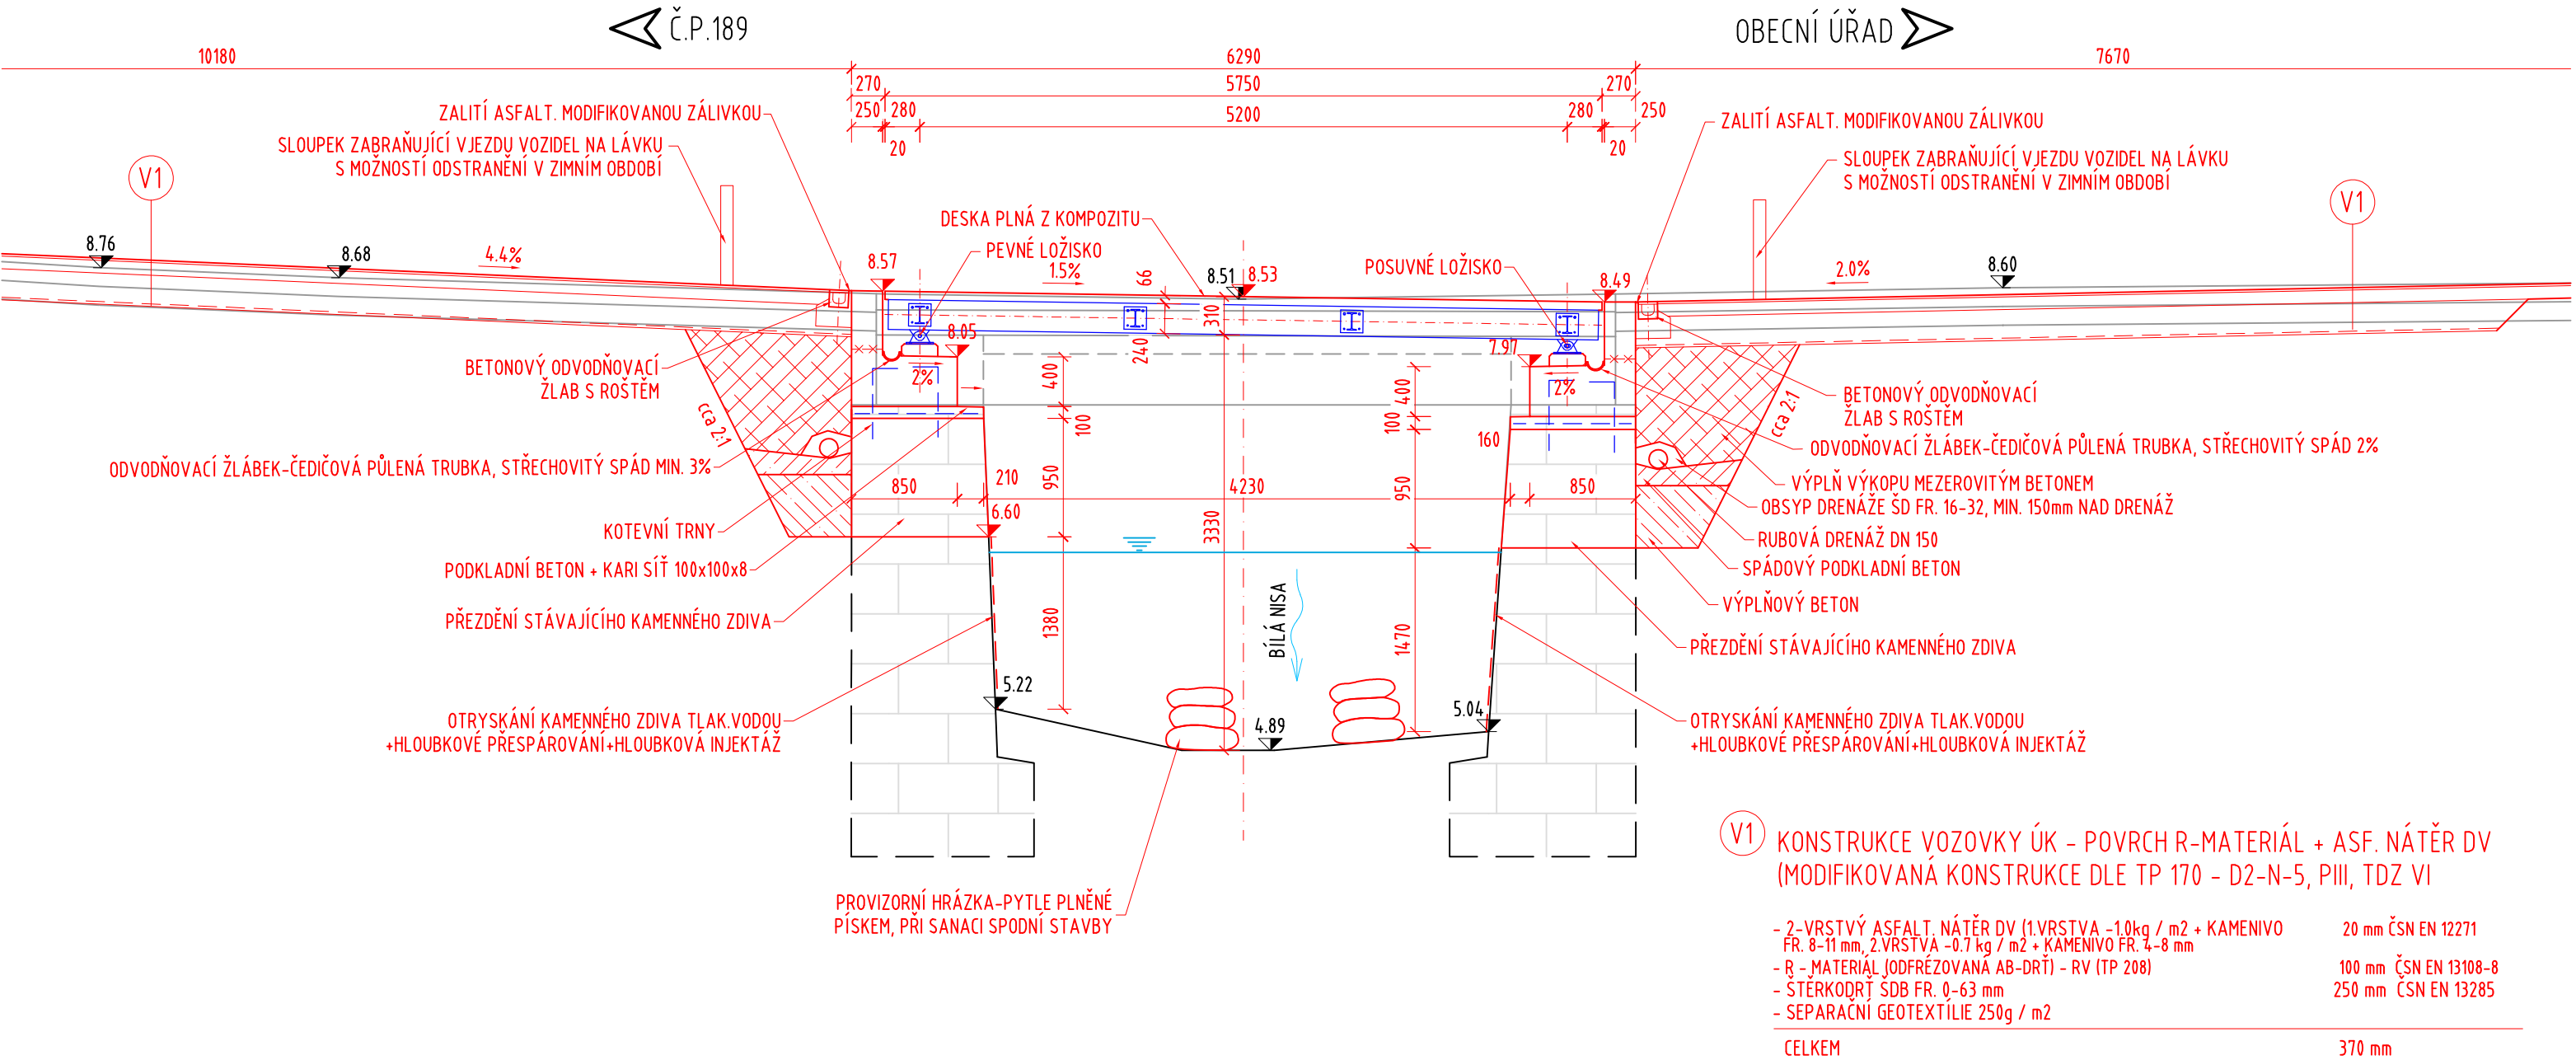 Č.P.189
OBECNÍ ÚŘAD
10180
6290
7670
270
5750
270
250
280
5200
280
250
20
20
ZALITÍ ASFALT. MODIFIKOVANOU ZÁLIVKOU
SLOUPEK ZABRAŇUJÍCÍ VJEZDU VOZIDEL NA LÁVKU
S MOŽNOSTÍ ODSTRANĚNÍ V ZIMNÍM OBDOBÍ
ZALITÍ ASFALT. MODIFIKOVANOU ZÁLIVKOU
SLOUPEK ZABRAŇUJÍCÍ VJEZDU VOZIDEL NA LÁVKU
S MOŽNOSTÍ ODSTRANĚNÍ V ZIMNÍM OBDOBÍ
V1
V1
DESKA PLNÁ Z KOMPOZITU
PEVNÉ LOŽISKO
POSUVNÉ LOŽISKO
8.76
8.68
4.4%
8.57
1.5%
66
8.51
8.53
8.49
2.0%
8.60
310
240
8.05
7.97
2%
2%
400
100
400
100
160
BETONOVÝ ODVODŇOVACÍ
ŽLAB S ROŠTĚM
cca 2:1
cca 2:1
BETONOVÝ ODVODŇOVACÍ
ŽLAB S ROŠTĚM
ODVODŇOVACÍ ŽLÁBEK-ČEDIČOVÁ PŮLENÁ TRUBKA, STŘECHOVITÝ SPÁD MIN. 3%
ODVODŇOVACÍ ŽLÁBEK-ČEDIČOVÁ PŮLENÁ TRUBKA, STŘECHOVITÝ SPÁD 2%
850
210
950
4230
950
850
6.60
3330
VÝPLŇ VÝKOPU MEZEROVITÝM BETONEM
OBSYP DRENÁŽE ŠD FR. 16-32, MIN. 150mm NAD DRENÁŽ
KOTEVNÍ TRNY
RUBOVÁ DRENÁŽ DN 150
PODKLADNÍ BETON + KARI SÍŤ 100x100x8
SPÁDOVÝ PODKLADNÍ BETON
VÝPLŇOVÝ BETON
PŘEZDĚNÍ STÁVAJÍCÍHO KAMENNÉHO ZDIVA
PŘEZDĚNÍ STÁVAJÍCÍHO KAMENNÉHO ZDIVA
1380
BÍLÁ NISA
1470
5.22
4.89
5.04
OTRYSKÁNÍ KAMENNÉHO ZDIVA TLAK.VODOU
+HLOUBKOVÉ PŘESPÁROVÁNÍ+HLOUBKOVÁ INJEKTÁŽ
OTRYSKÁNÍ KAMENNÉHO ZDIVA TLAK.VODOU
+HLOUBKOVÉ PŘESPÁROVÁNÍ+HLOUBKOVÁ INJEKTÁŽ
PROVIZORNÍ HRÁZKA-PYTLE PLNĚNÉ
PÍSKEM, PŘI SANACI SPODNÍ STAVBY
V1 KONSTRUKCE VOZOVKY ÚK - POVRCH R-MATERIÁL + ASF. NÁTĚR DV
(MODIFIKOVANÁ KONSTRUKCE DLE TP 170 - D2-N-5, PIII, TDZ VI
- 2-VRSTVÝ ASFALT. NÁTĚR DV (1.VRSTVA -1.0kg / m2 + KAMENIVO 20 mm ČSN EN 12271
FR. 8-11 mm, 2.VRSTVA -0.7 kg / m2 + KAMENIVO FR. 4-8 mm
- R - MATERIÁL (ODFRÉZOVANÁ AB-DRŤ) - RV (TP 208) 100 mm ČSN EN 13108-8
- ŠTĚRKODRŤ ŠDB FR. 0-63 mm 250 mm ČSN EN 13285
- SEPARAČNÍ GEOTEXTÍLIE 250g / m2
CELKEM 370 mm